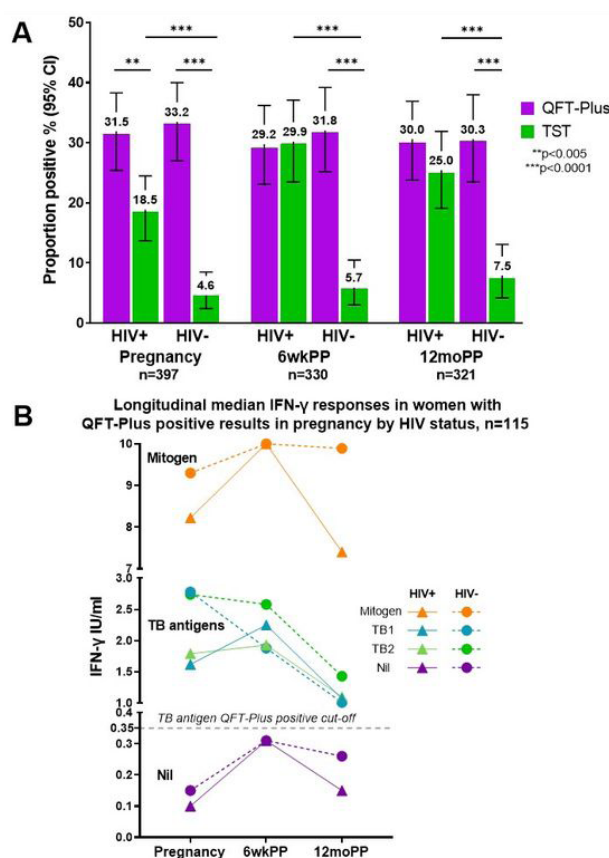 A
Proportion positive % (95% CI)
50
40
30
20
10
0
** *** *** *** *** *** ***
31.5 18.5 33.2 4.6 29.2 29.9 31.8 5.7 30.0 25.0 30.3 7.5
QFT-Plus
TST
**p<0.005
***p<0.0001
HIV+ HIV- HIV+ HIV- HIV+ HIV-
Pregnancy 6wkPP 12moPP
n=397 n=330 n=321
B
Longitudinal median IFN-γ responses in women with
QFT-Plus positive results in pregnancy by HIV status, n=115
IFN-γ IU/ml
10
9
8
7
Mitogen
3.0
2.5
2.0
1.5
1.0
TB antigens
0.4
0.35
0.3
0.2
0.1
0.0
TB antigen QFT-Plus positive cut-off
Nil
Pregnancy 6wkPP 12moPP
HIV+ HIV-
Mitogen
TB1
TB2
Nil